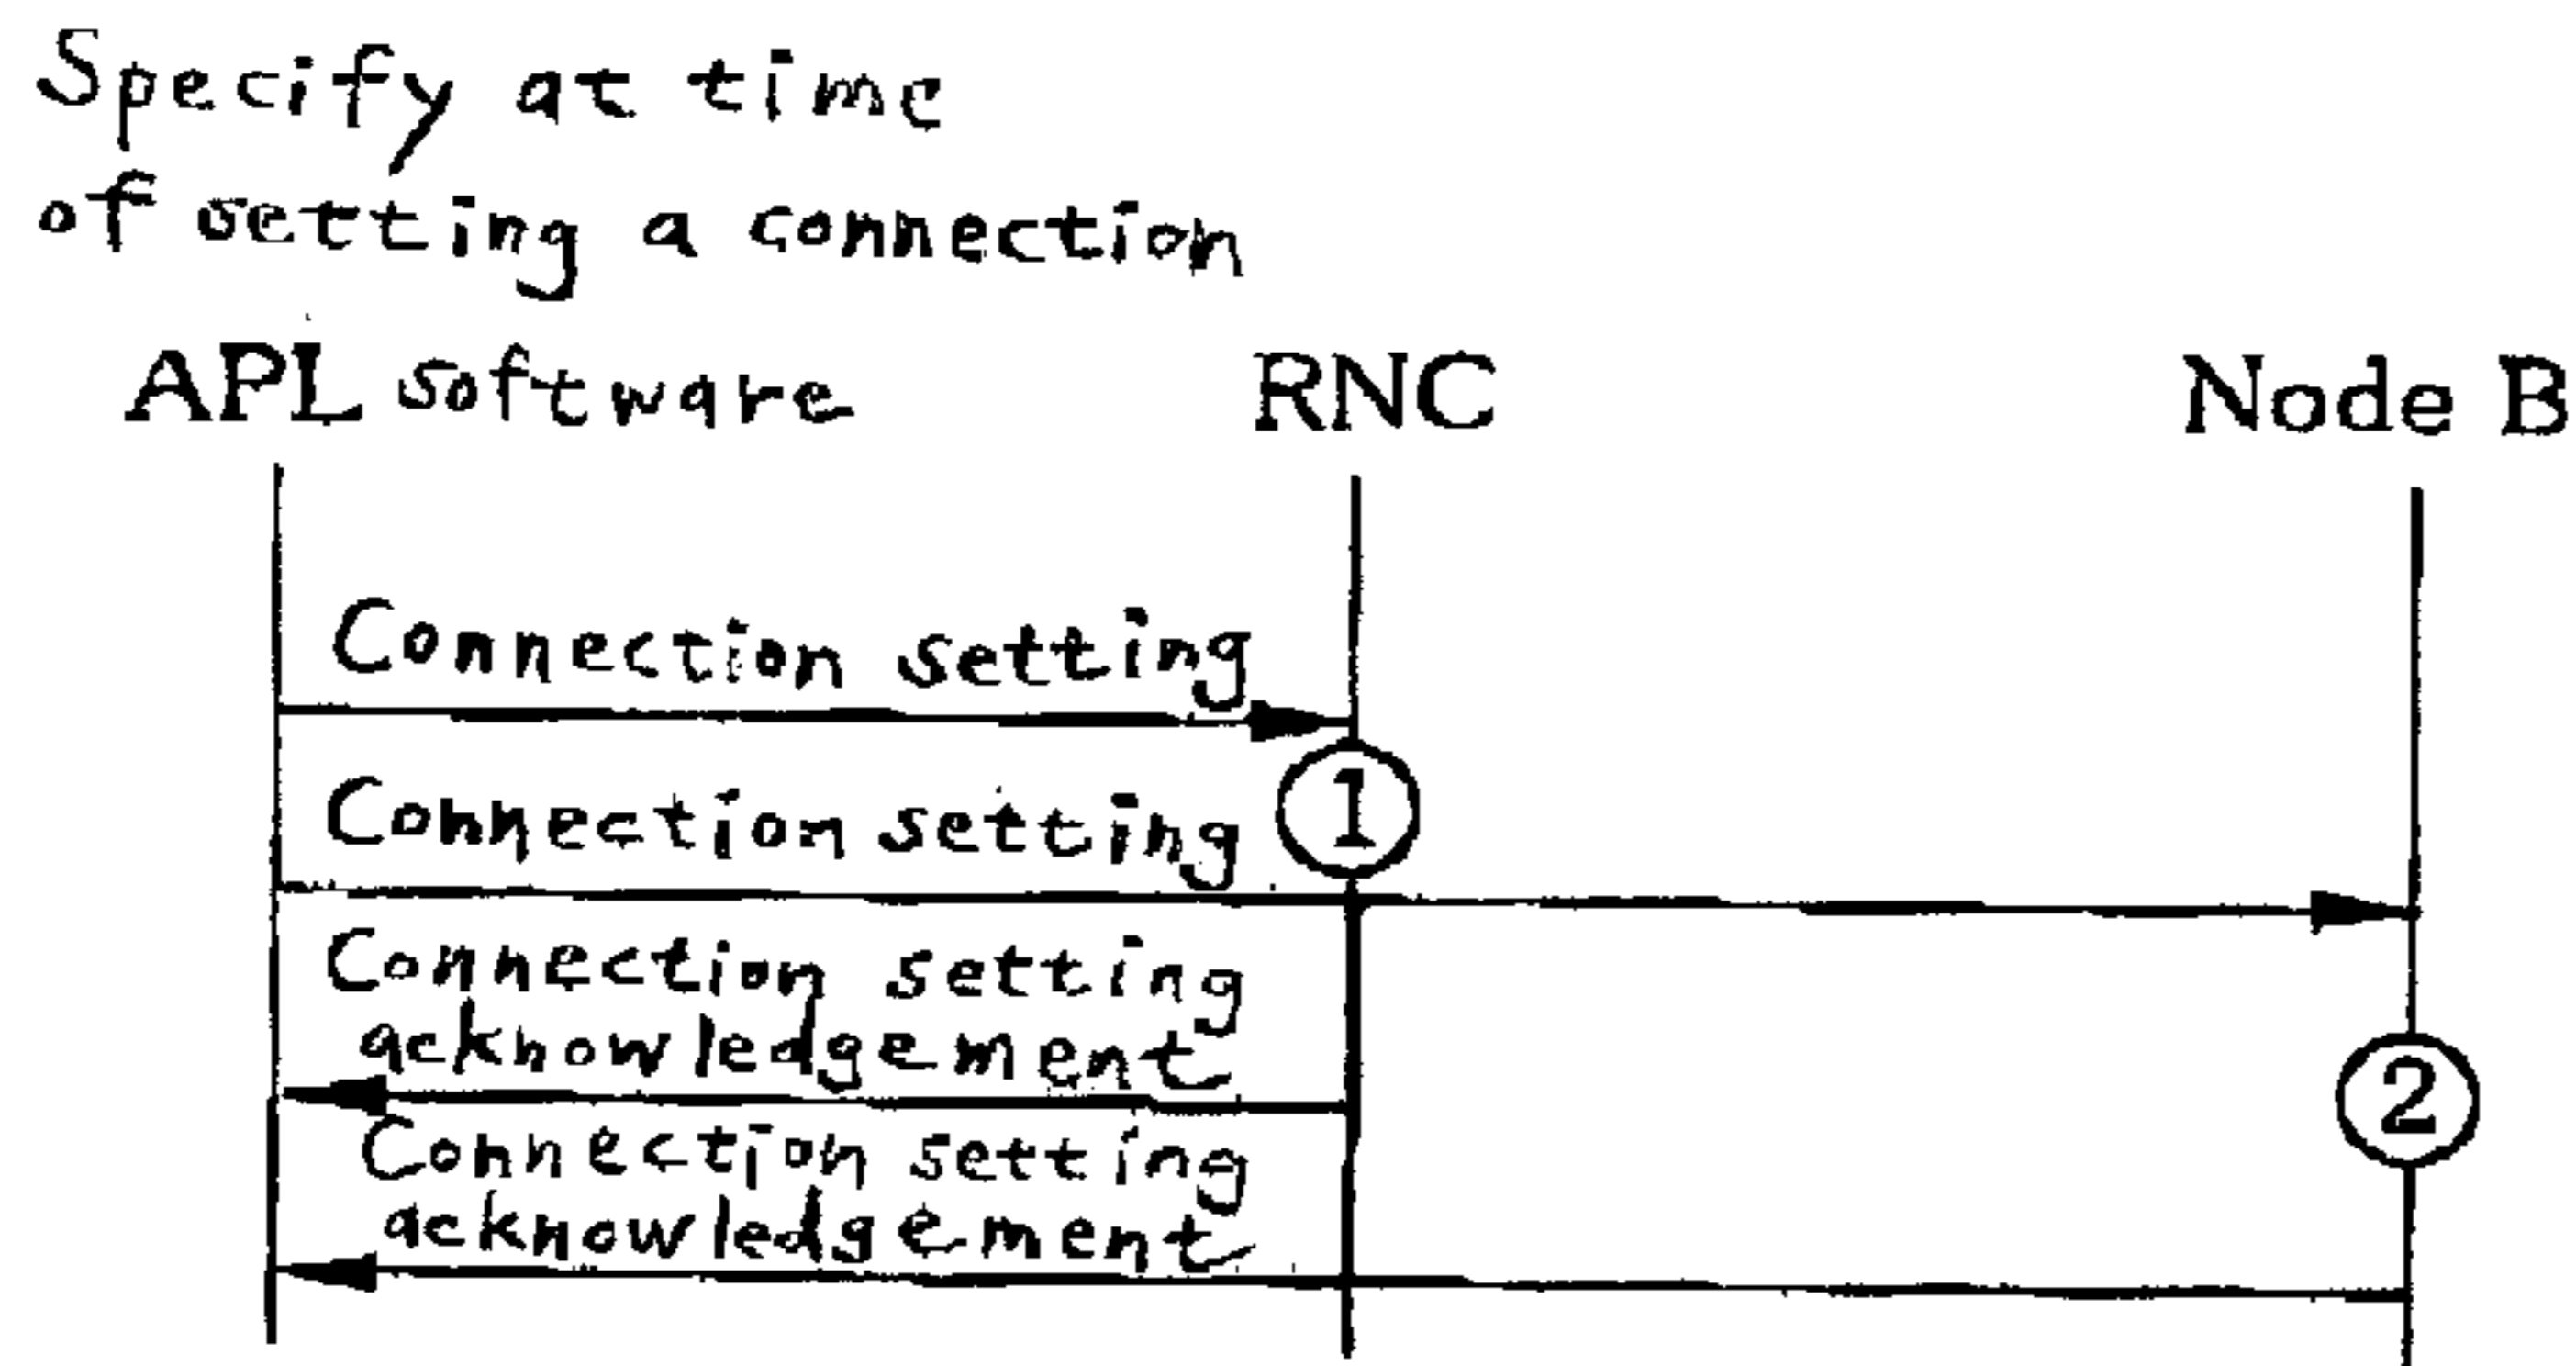 Specify at time
of setting a connection
APL software RNC Node B
Connection setting
1
Connection setting
Connection setting
acknowledgement
2
Connection setting
acknowledgement